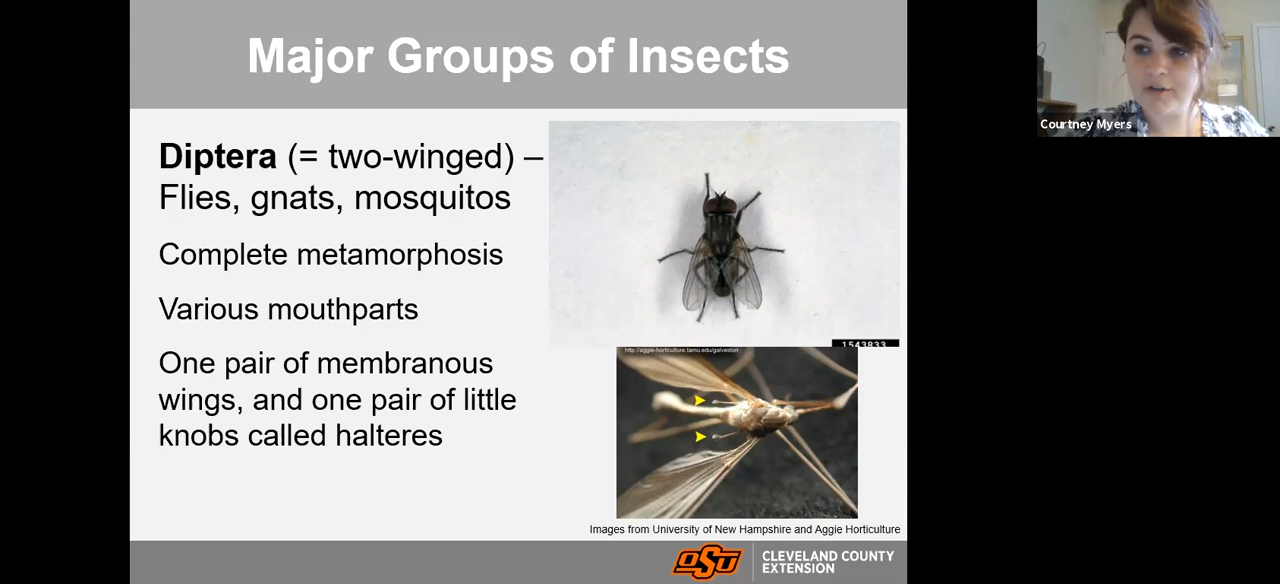 Major Groups of Insects
Courtney Myers
Diptera (= two-winged) –
Flies, gnats, mosquitos
Complete metamorphosis
Various mouthparts
One pair of membranous
wings, and one pair of little
knobs called halteres
1543833
http://aggie-horticulture.tamu.edu/galveston
Images from University of New Hampshire and Aggie Horticulture
OSU
CLEVELAND COUNTY
EXTENSION